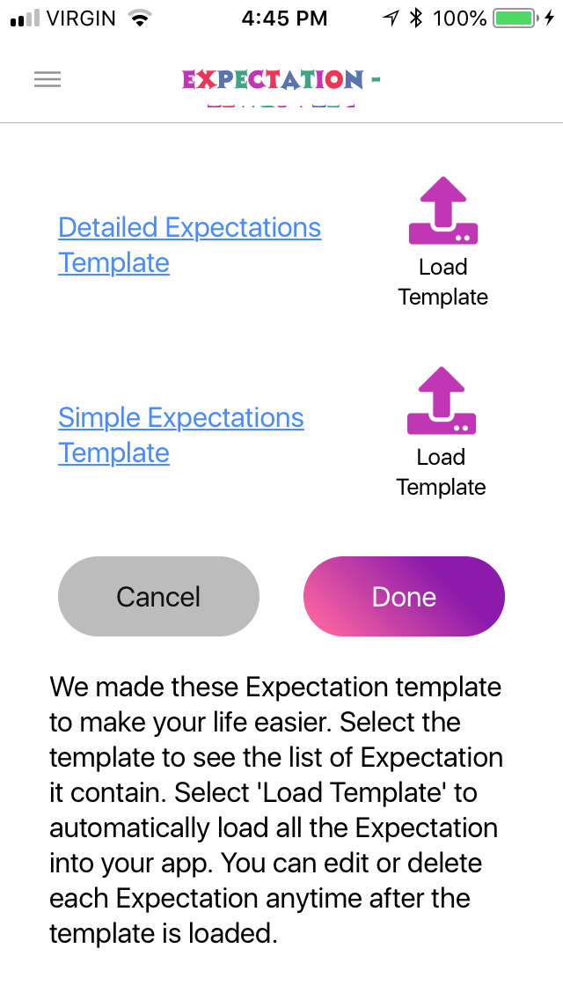 VIRGIN 4:45 PM 100%
EXPECTATION -
Detailed Expectations
Template
Load
Template
Simple Expectations
Template
Load
Template
Cancel Done
We made these Expectation template
to make your life easier. Select the
template to see the list of Expectation
it contain. Select 'Load Template' to
automatically load all the Expectation
into your app. You can edit or delete
each Expectation anytime after the
template is loaded.